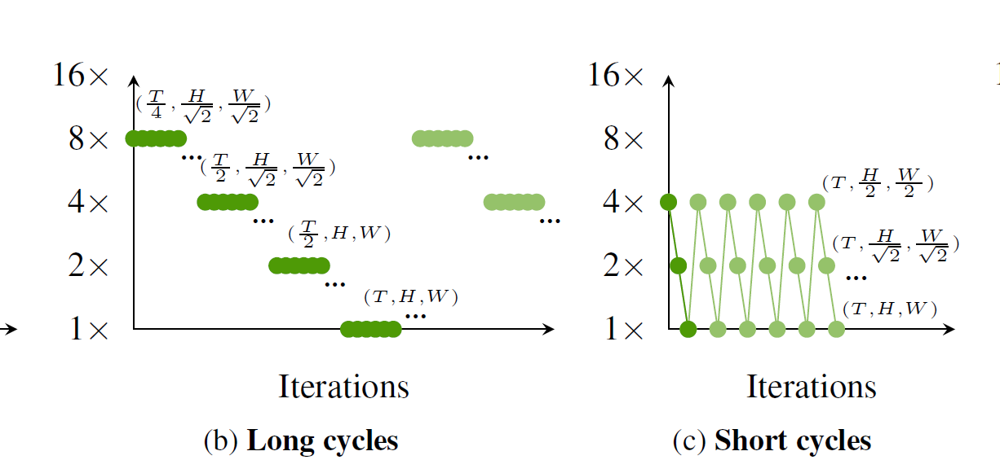 16×
8×
4×
2×
1×
(T/4, H/√2, W/√2)
...
(T/2, H/√2, W/√2)
...
(T/2, H, W)
...
(T, H, W)
...
...
...
Iterations
(b) Long cycles
16×
8×
4×
2×
1×
(T, H/2, W/2)
(T, H/√2, W/√2)
...
(T, H, W)
Iterations
(c) Short cycles